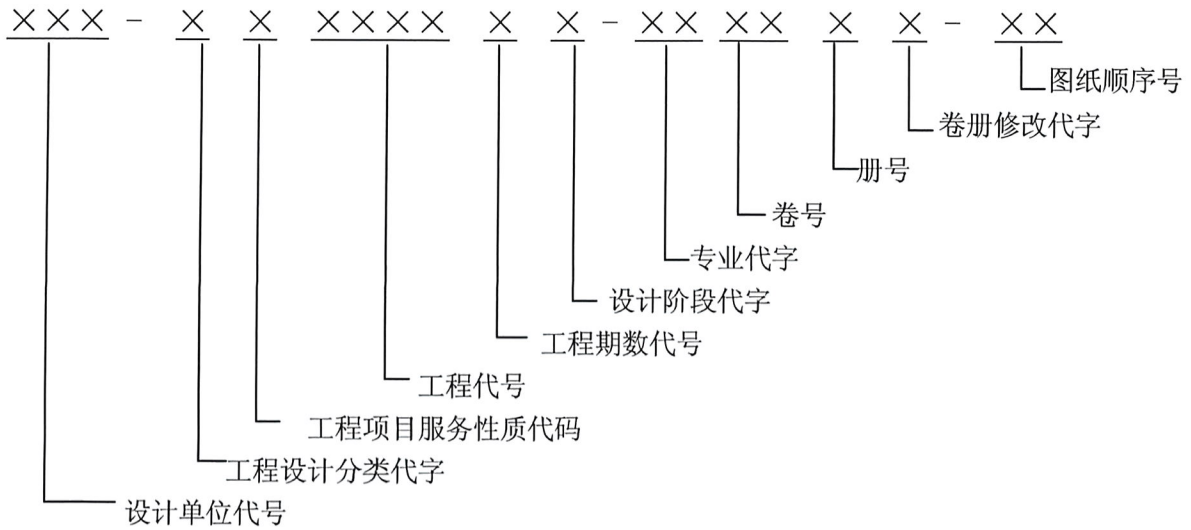 ××× - × × ×××× × × - ×× ×× × × - ××
图纸顺序号
卷册修改代字
册号
卷号
专业代字
设计阶段代字
工程期数代号
工程代号
工程项目服务性质代码
工程设计分类代字
设计单位代号